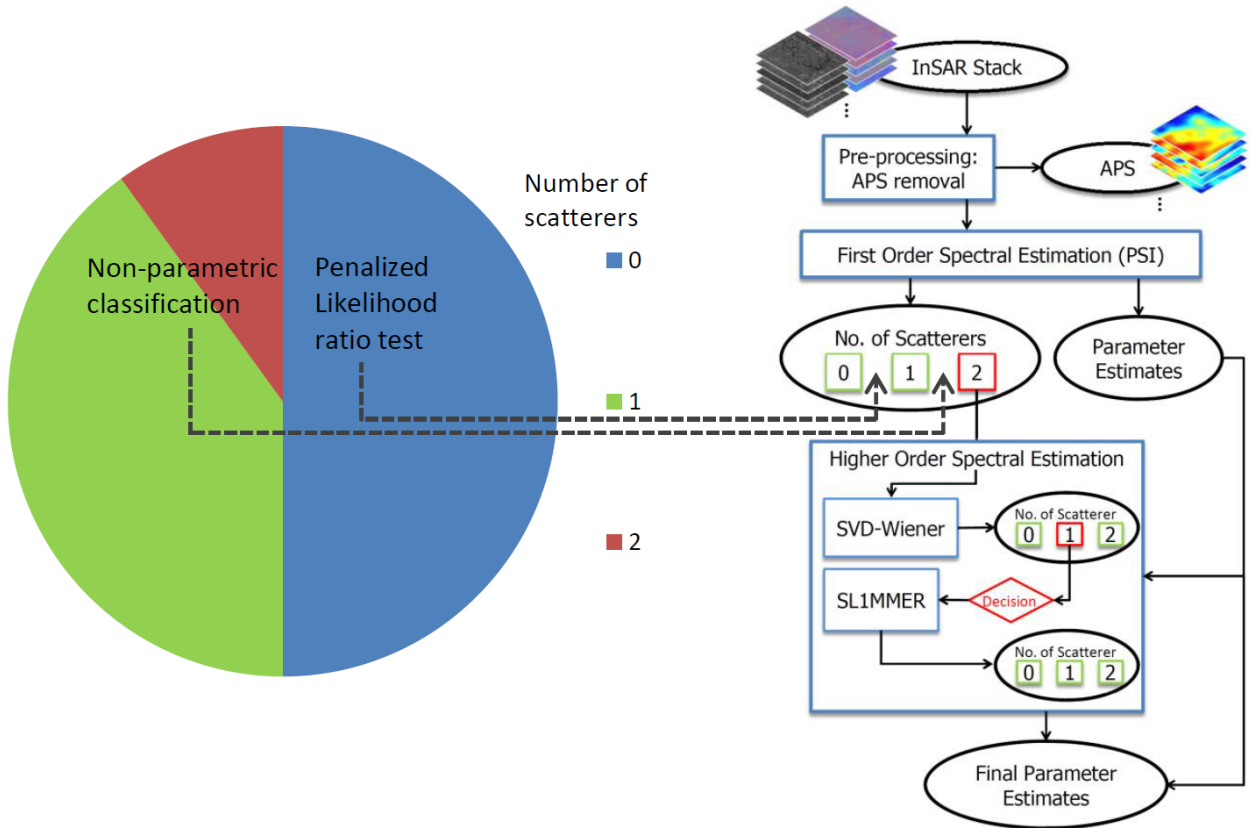 Number of
scatterers
0
1
2
Non-parametric
classification
Penalized
Likelihood
ratio test
InSAR Stack
Pre-processing:
APS removal
APS
First Order Spectral Estimation (PSI)
No. of Scatterers
0 1 2
Parameter
Estimates
Higher Order Spectral Estimation
SVD-Wiener
No. of Scatterer
0 1 2
SL1MMER
Decision
No. of Scatterer
0 1 2
Final Parameter
Estimates